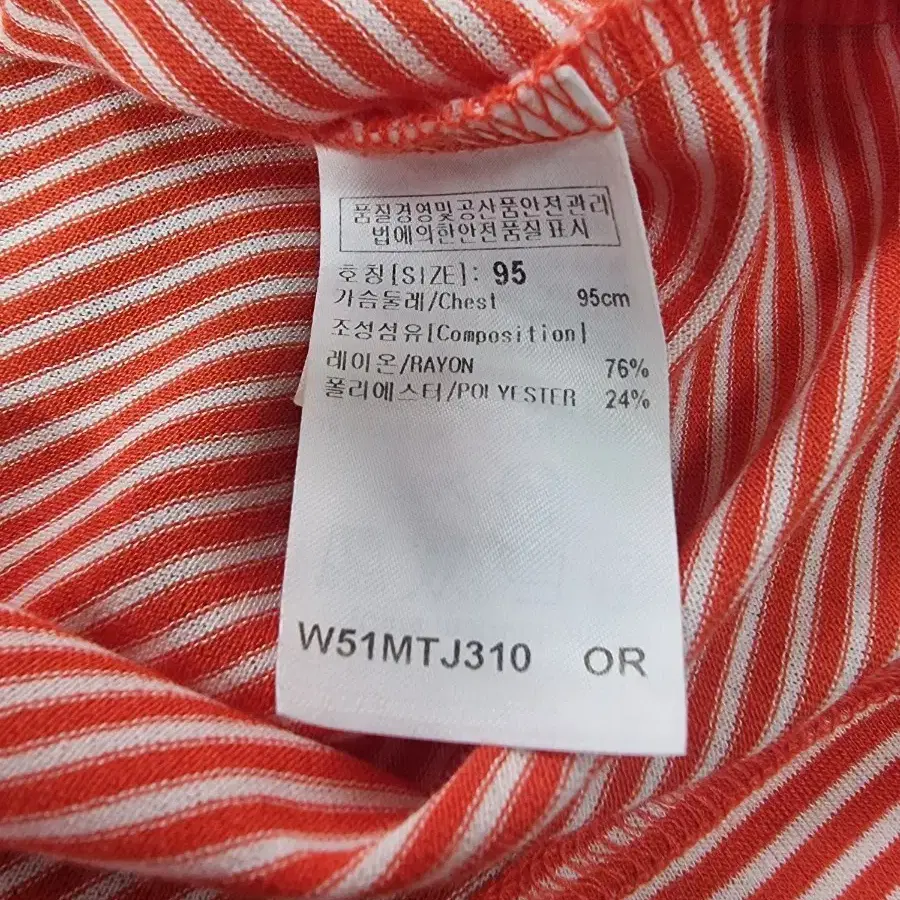 품질경영및공산품안전관리
법에의한안전품질표시
호칭[SIZE]: 95
가슴둘레/Chest 95cm
조성섬유[Composition]
레이온/RAYON 76%
폴리에스터/POLYESTER 24%
W51MTJ310 OR